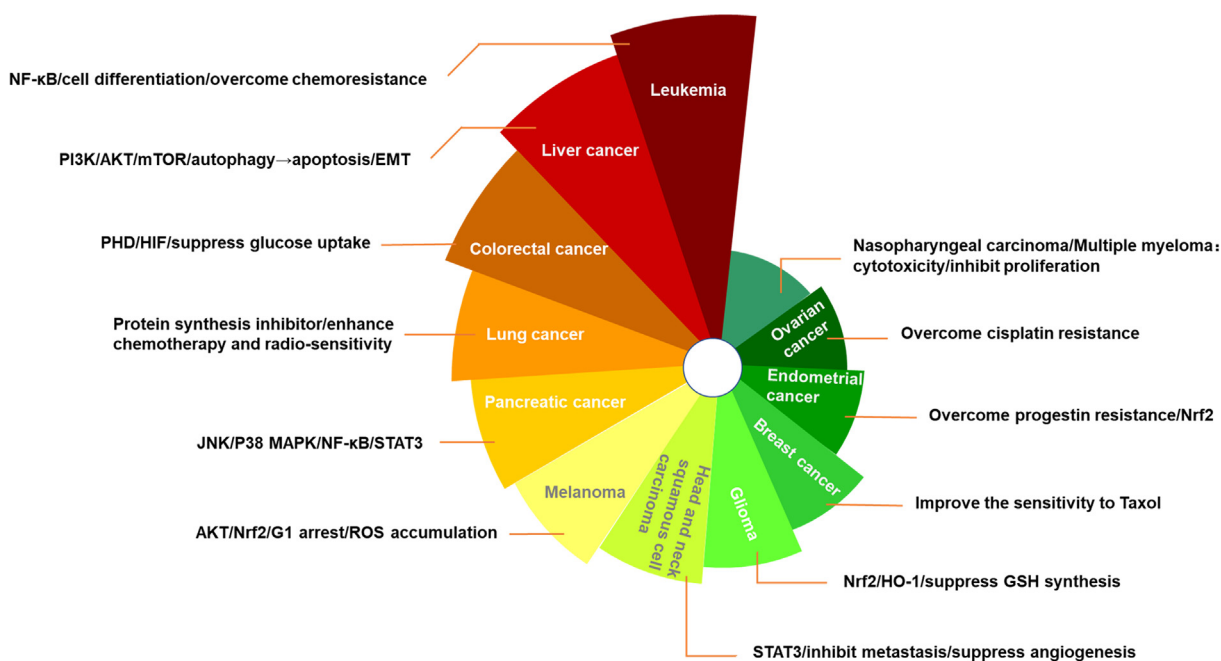 NF-κB/cell differentiation/overcome chemoresistance
Leukemia
PI3K/AKT/mTOR/autophagy→apoptosis/EMT
Liver cancer
PHD/HIF/suppress glucose uptake
Colorectal cancer
Protein synthesis inhibitor/enhance
chemotherapy and radio-sensitivity
Lung cancer
JNK/P38 MAPK/NF-κB/STAT3
Pancreatic cancer
AKT/Nrf2/G1 arrest/ROS accumulation
Melanoma
Head and neck
squamous cell
carcinoma
STAT3/inhibit metastasis/suppress angiogenesis
Glioma
Nrf2/HO-1/suppress GSH synthesis
Breast cancer
Improve the sensitivity to Taxol
Endometrial
cancer
Overcome progestin resistance/Nrf2
Ovarian
cancer
Overcome cisplatin resistance
Nasopharyngeal carcinoma/Multiple myeloma：
cytotoxicity/inhibit proliferation